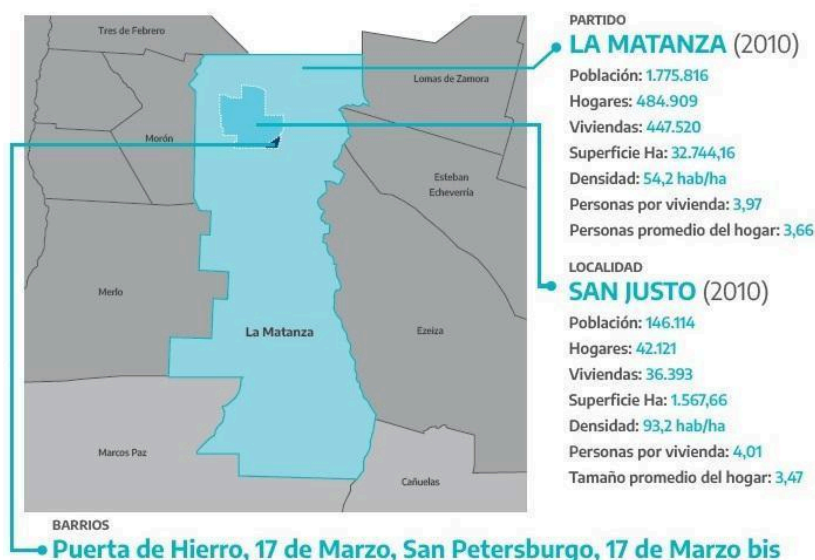 Tres de Febrero
Morón
Merlo
Marcos Paz
La Matanza
Lomas de Zamora
Esteban
Echeverría
Ezeiza
Cañuelas
PARTIDO
LA MATANZA (2010)
Población: 1.775.816
Hogares: 484.909
Viviendas: 447.520
Superficie Ha: 32.744,16
Densidad: 54,2 hab/ha
Personas por vivienda: 3,97
Personas promedio del hogar: 3,66
LOCALIDAD
SAN JUSTO (2010)
Población: 146.114
Hogares: 42.121
Viviendas: 36.393
Superficie Ha: 1.567,66
Densidad: 93,2 hab/ha
Personas por vivienda: 4,01
Tamaño promedio del hogar: 3,47
BARRIOS
Puerta de Hierro, 17 de Marzo, San Petersburgo, 17 de Marzo bis